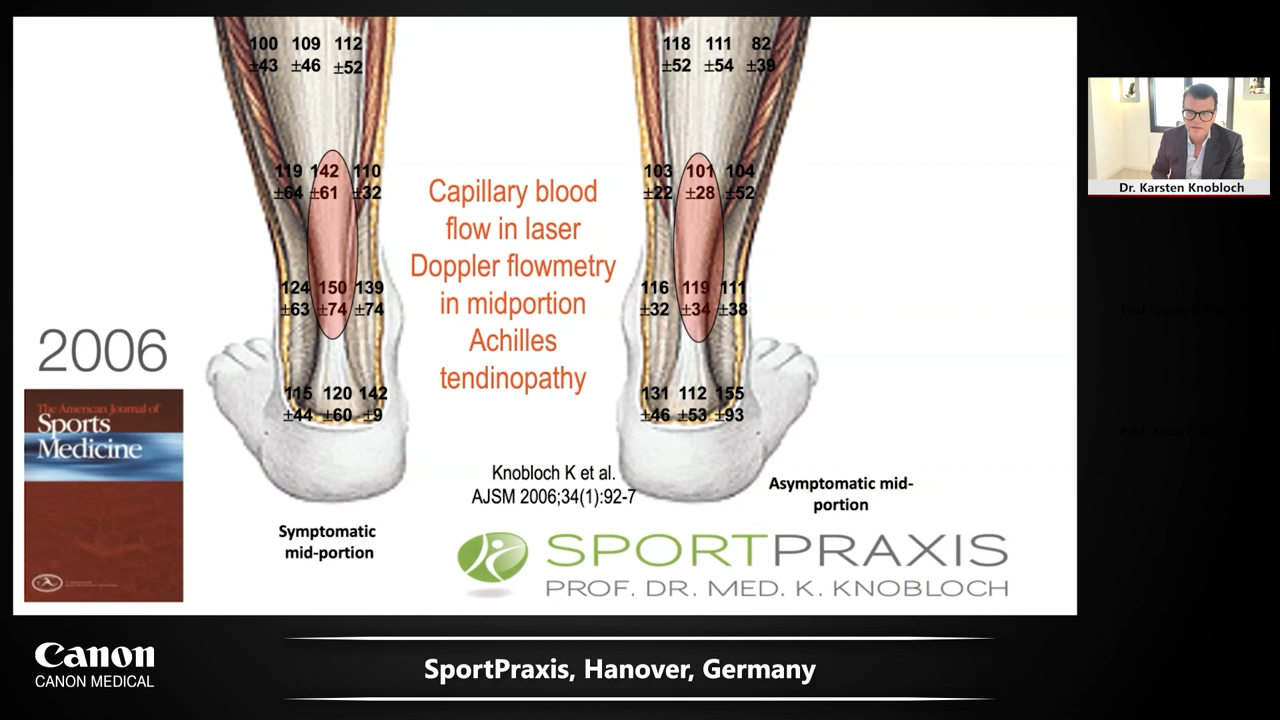 100 109 112
±43 ±46 ±52
119 142 110
±64 ±61 ±32
124 150 139
±63 ±74 ±74
115 120 142
±44 ±60 ±9
Symptomatic
mid-portion
118 111 82
±52 ±54 ±39
103 101 104
±22 ±28 ±52
116 119 111
±32 ±34 ±38
131 112 155
±46 ±53 ±93
Asymptomatic mid-
portion
Capillary blood
flow in laser
Doppler flowmetry
in midportion
Achilles
tendinopathy
2006
The American Journal of
Sports
Medicine
Knobloch K et al.
AJSM 2006;34(1):92-7
SPORTPRAXIS
PROF. DR. MED. K. KNOBLOCH
Dr. Karsten Knobloch
Canon
CANON MEDICAL
SportPraxis, Hanover, Germany